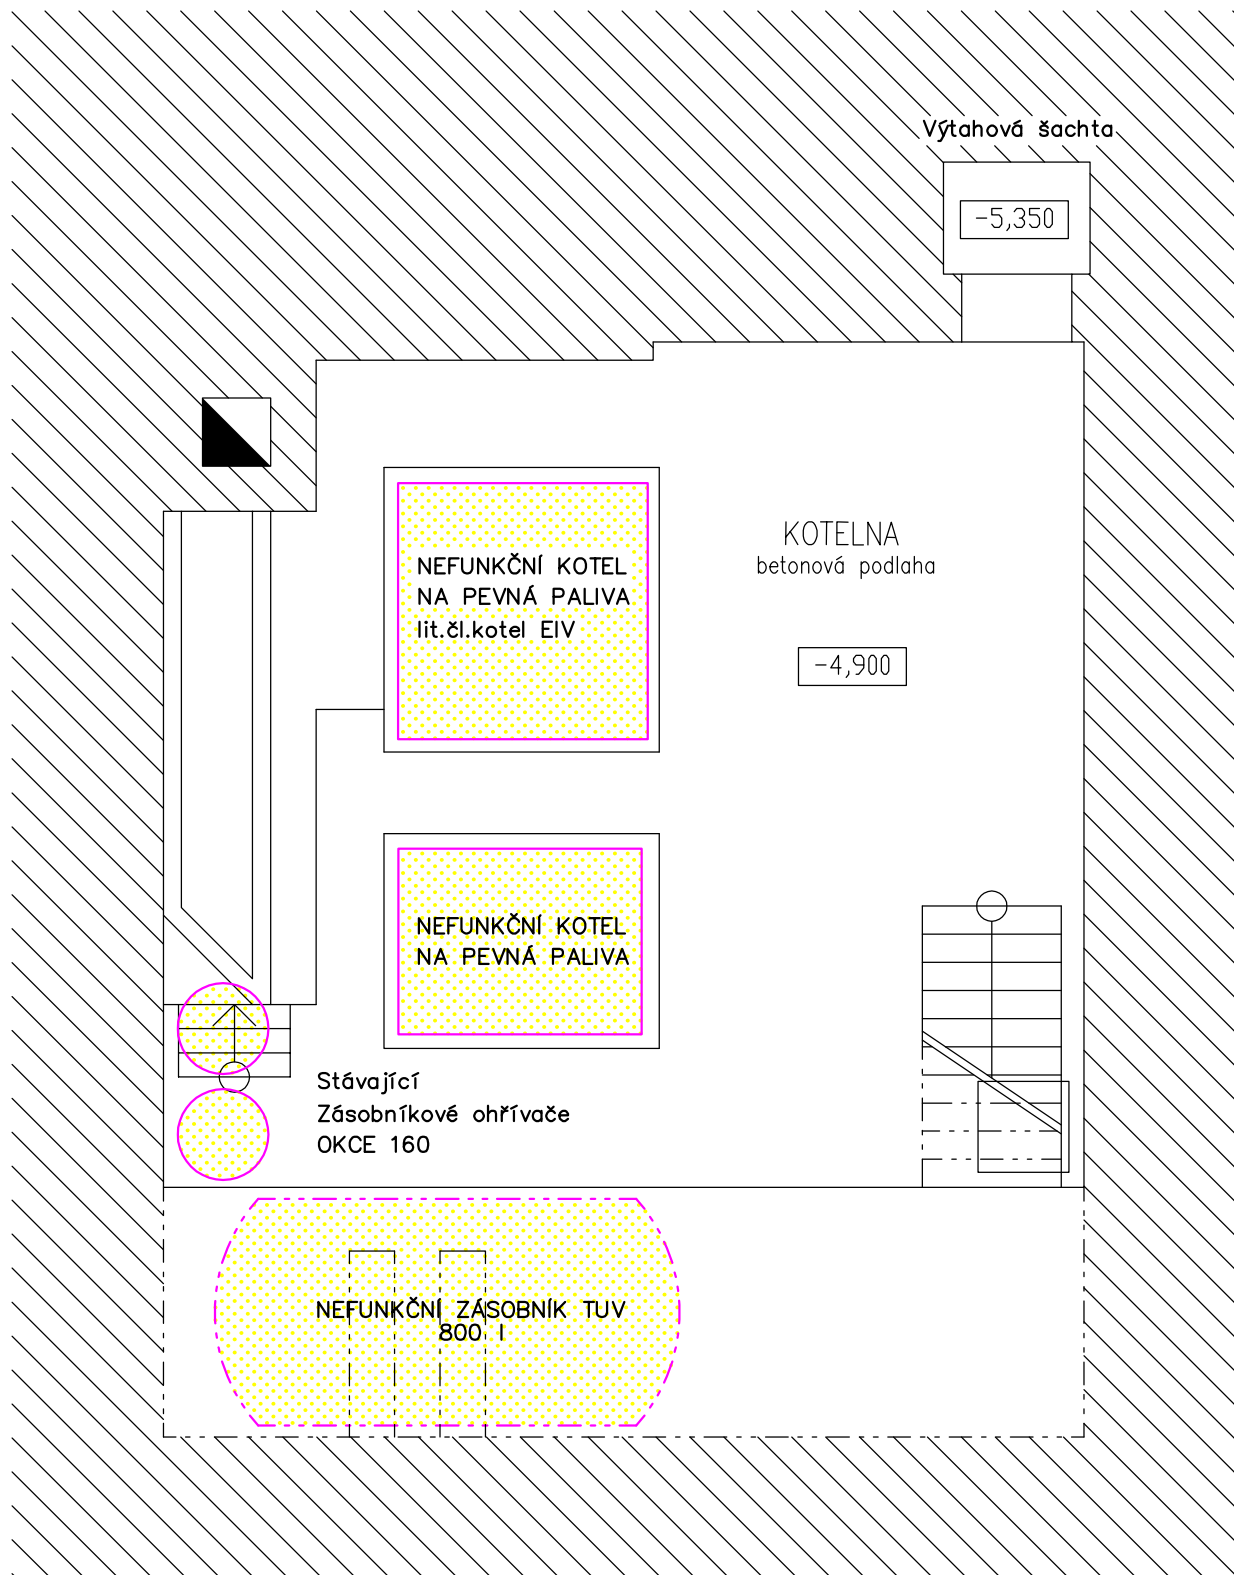 Výtahová šachta
-5,350
KOTELNA
betonová podlaha
-4,900
NEFUNKČNÍ KOTEL
NA PEVNÁ PALIVA
lit.čl.kotel EIV
NEFUNKČNÍ KOTEL
NA PEVNÁ PALIVA
Stávající
Zásobníkové ohřívače
OKCE 160
NEFUNKČNÍ ZÁSOBNÍK TUV
800 l